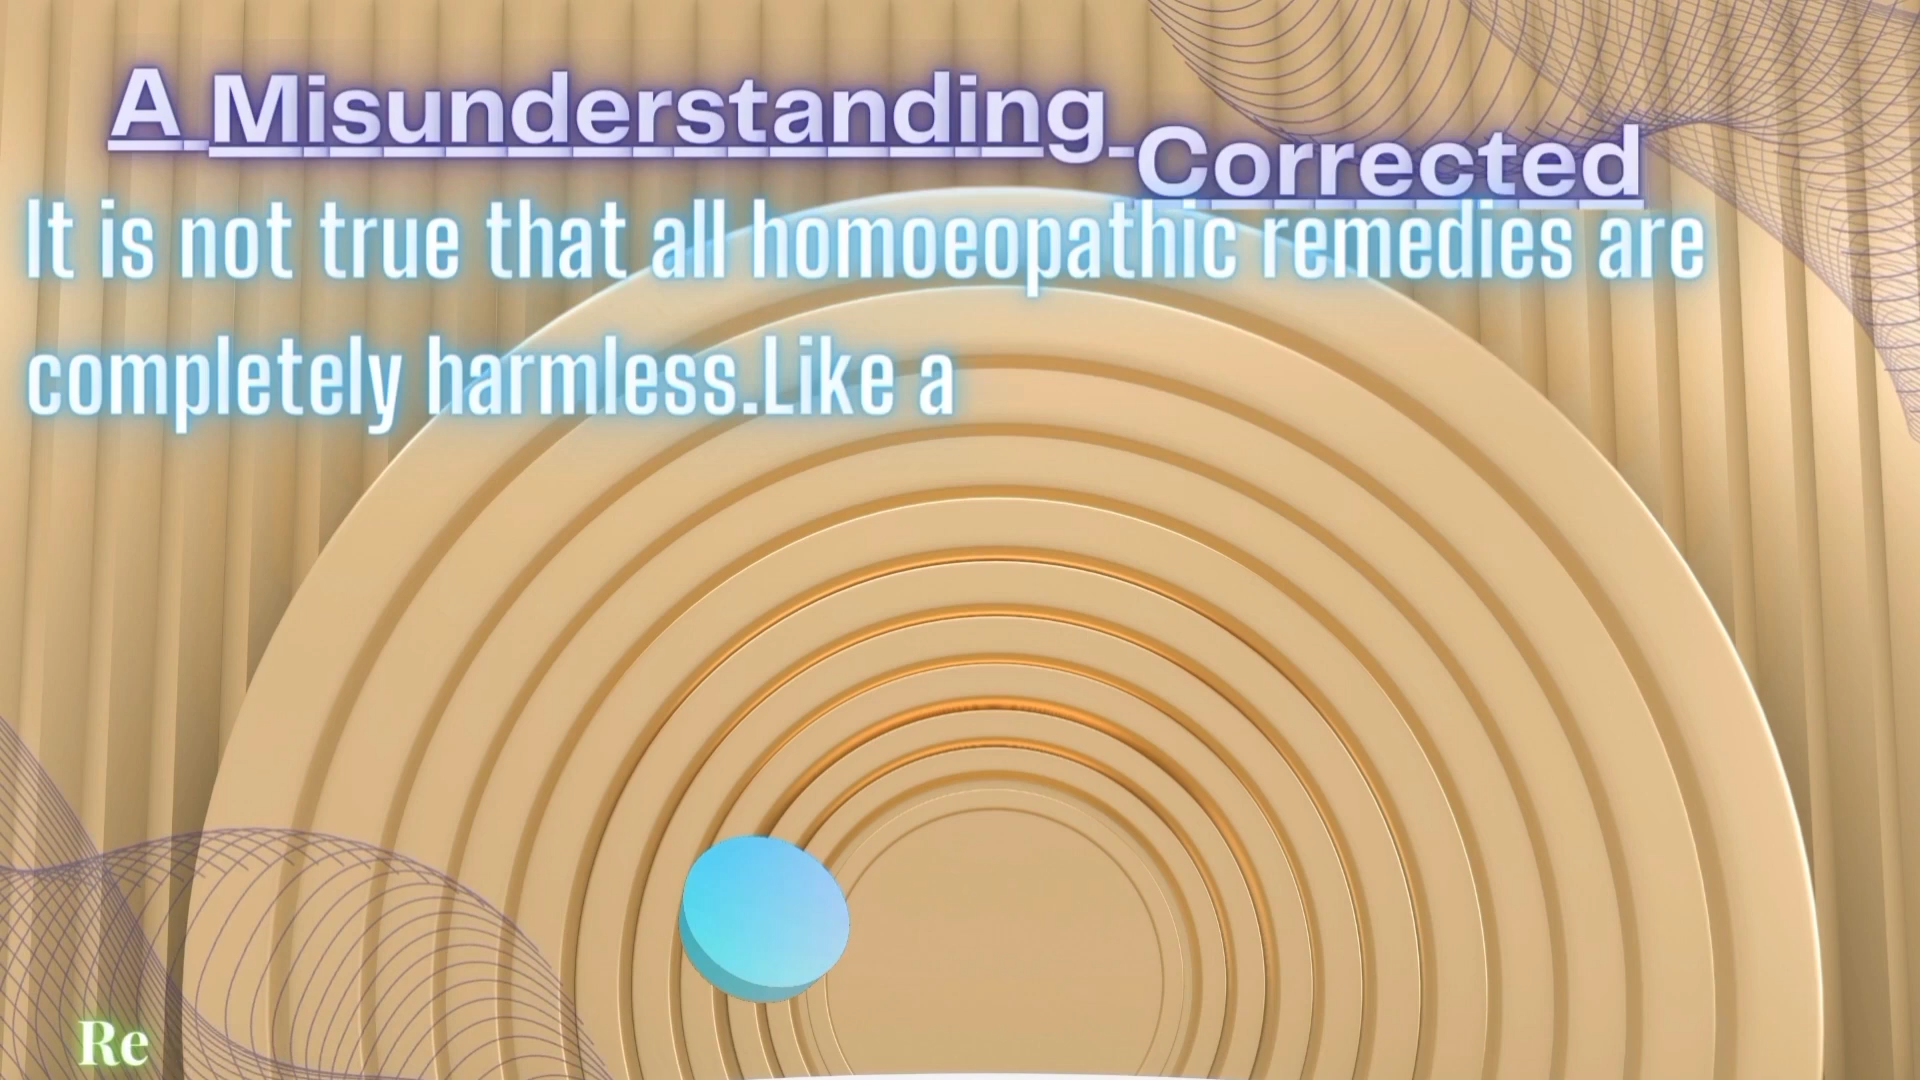 A Misunderstanding Corrected
It is not true that all homoeopathic remedies are
completely harmless.Like a
Re